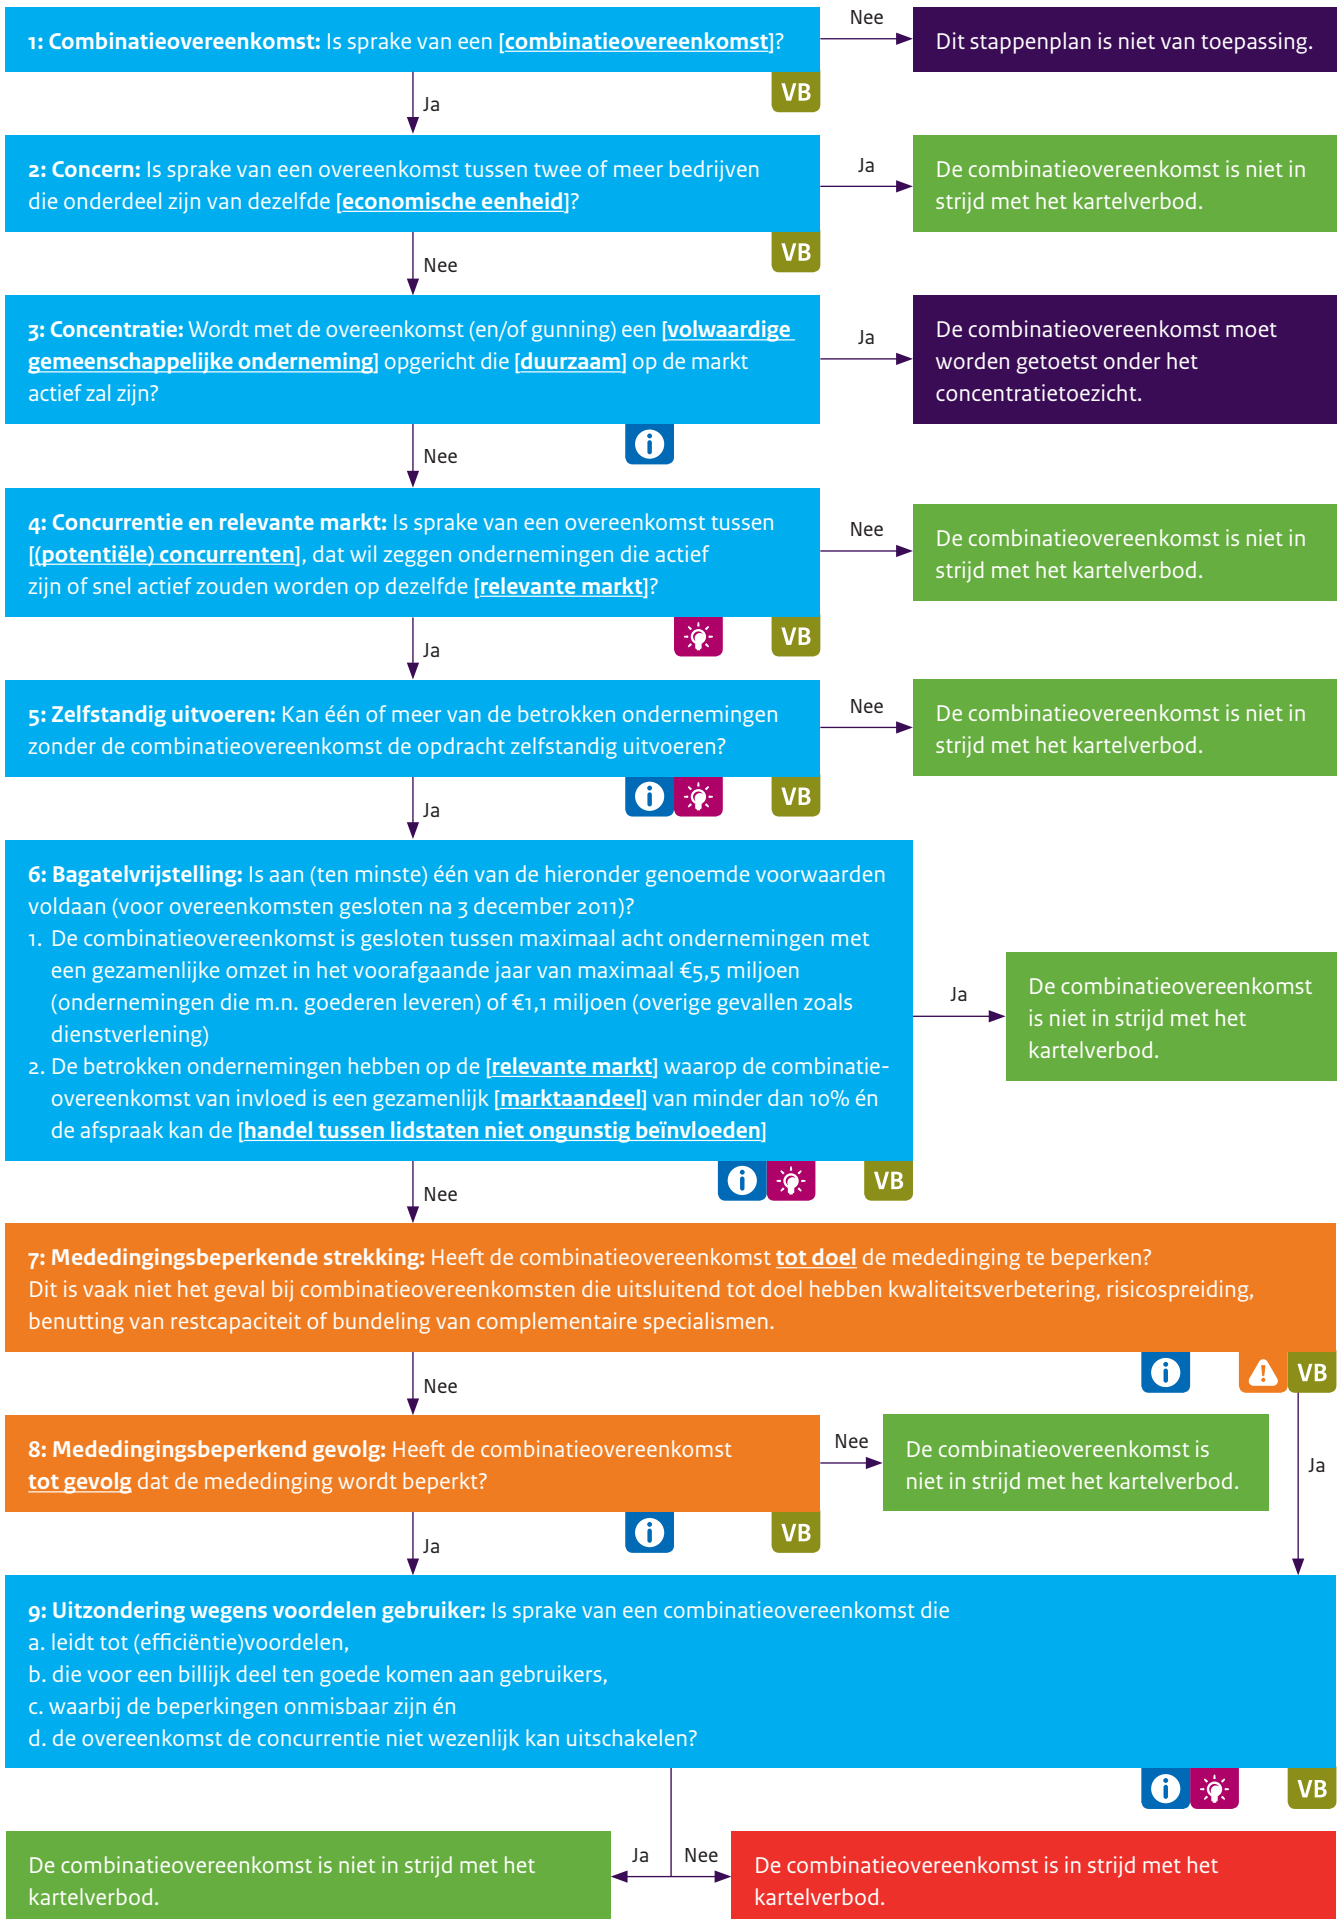 1: Combinatieovereenkomst: Is sprake van een [combinatieovereenkomst]?
Nee
Dit stappenplan is niet van toepassing.
VB
Ja
2: Concern: Is sprake van een overeenkomst tussen twee of meer bedrijven
die onderdeel zijn van dezelfde [economische eenheid]?
Ja
De combinatieovereenkomst is niet in
strijd met het kartelverbod.
VB
Nee
3: Concentratie: Wordt met de overeenkomst (en/of gunning) een [volwaardige
gemeenschappelijke onderneming] opgericht die [duurzaam] op de markt
actief zal zijn?
Ja
De combinatieovereenkomst moet
worden getoetst onder het
concentratietoezicht.
i
Nee
4: Concurrentie en relevante markt: Is sprake van een overeenkomst tussen
[(potentiële) concurrenten], dat wil zeggen ondernemingen die actief
zijn of snel actief zouden worden op dezelfde [relevante markt]?
Nee
De combinatieovereenkomst is niet in
strijd met het kartelverbod.
VB
Ja
5: Zelfstandig uitvoeren: Kan één of meer van de betrokken ondernemingen
zonder de combinatieovereenkomst de opdracht zelfstandig uitvoeren?
Nee
De combinatieovereenkomst is niet in
strijd met het kartelverbod.
i
VB
Ja
6: Bagatelvrijstelling: Is aan (ten minste) één van de hieronder genoemde voorwaarden
voldaan (voor overeenkomsten gesloten na 3 december 2011)?
1. De combinatieovereenkomst is gesloten tussen maximaal acht ondernemingen met
een gezamenlijke omzet in het voorafgaande jaar van maximaal €5,5 miljoen
(ondernemingen die m.n. goederen leveren) of €1,1 miljoen (overige gevallen zoals
dienstverlening)
2. De betrokken ondernemingen hebben op de [relevante markt] waarop de combinatie-
overeenkomst van invloed is een gezamenlijk [marktaandeel] van minder dan 10% én
de afspraak kan de [handel tussen lidstaten niet ongunstig beïnvloeden]
Ja
De combinatieovereenkomst
is niet in strijd met het
kartelverbod.
i
VB
Nee
7: Mededingingsbeperkende strekking: Heeft de combinatieovereenkomst tot doel de mededinging te beperken?
Dit is vaak niet het geval bij combinatieovereenkomsten die uitsluitend tot doel hebben kwaliteitsverbetering, risicospreiding,
benutting van restcapaciteit of bundeling van complementaire specialismen.
i
!
VB
Nee
8: Mededingingsbeperkend gevolg: Heeft de combinatieovereenkomst
tot gevolg dat de mededinging wordt beperkt?
Nee
De combinatieovereenkomst is
niet in strijd met het kartelverbod.
Ja
i
VB
Ja
9: Uitzondering wegens voordelen gebruiker: Is sprake van een combinatieovereenkomst die
a. leidt tot (efficiëntie)voordelen,
b. die voor een billijk deel ten goede komen aan gebruikers,
c. waarbij de beperkingen onmisbaar zijn én
d. de overeenkomst de concurrentie niet wezenlijk kan uitschakelen?
i
VB
De combinatieovereenkomst is niet in strijd met het
kartelverbod.
Ja
Nee
De combinatieovereenkomst is in strijd met het
kartelverbod.